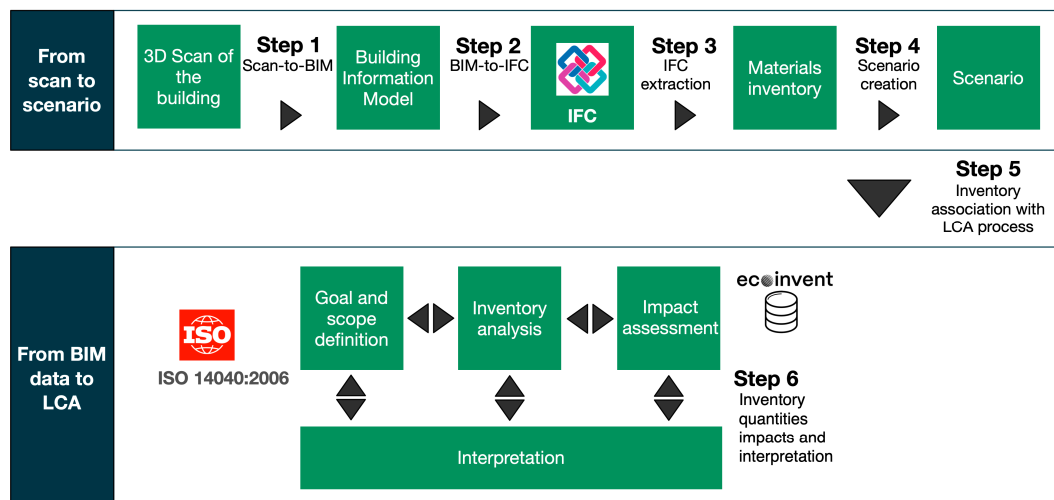 From
scan to
scenario
3D Scan of
the
building
Step 1
Scan-to-BIM
Building
Information
Model
Step 2
BIM-to-IFC
IFC
Step 3
IFC
extraction
Materials
inventory
Step 4
Scenario
creation
Scenario
Step 5
Inventory
association with
LCA process
From BIM
data to
LCA
ISO
ISO 14040:2006
Goal and
scope
definition
Inventory
analysis
Impact
assessment
ecoinvent
Step 6
Inventory
quantities
impacts and
interpretation
Interpretation